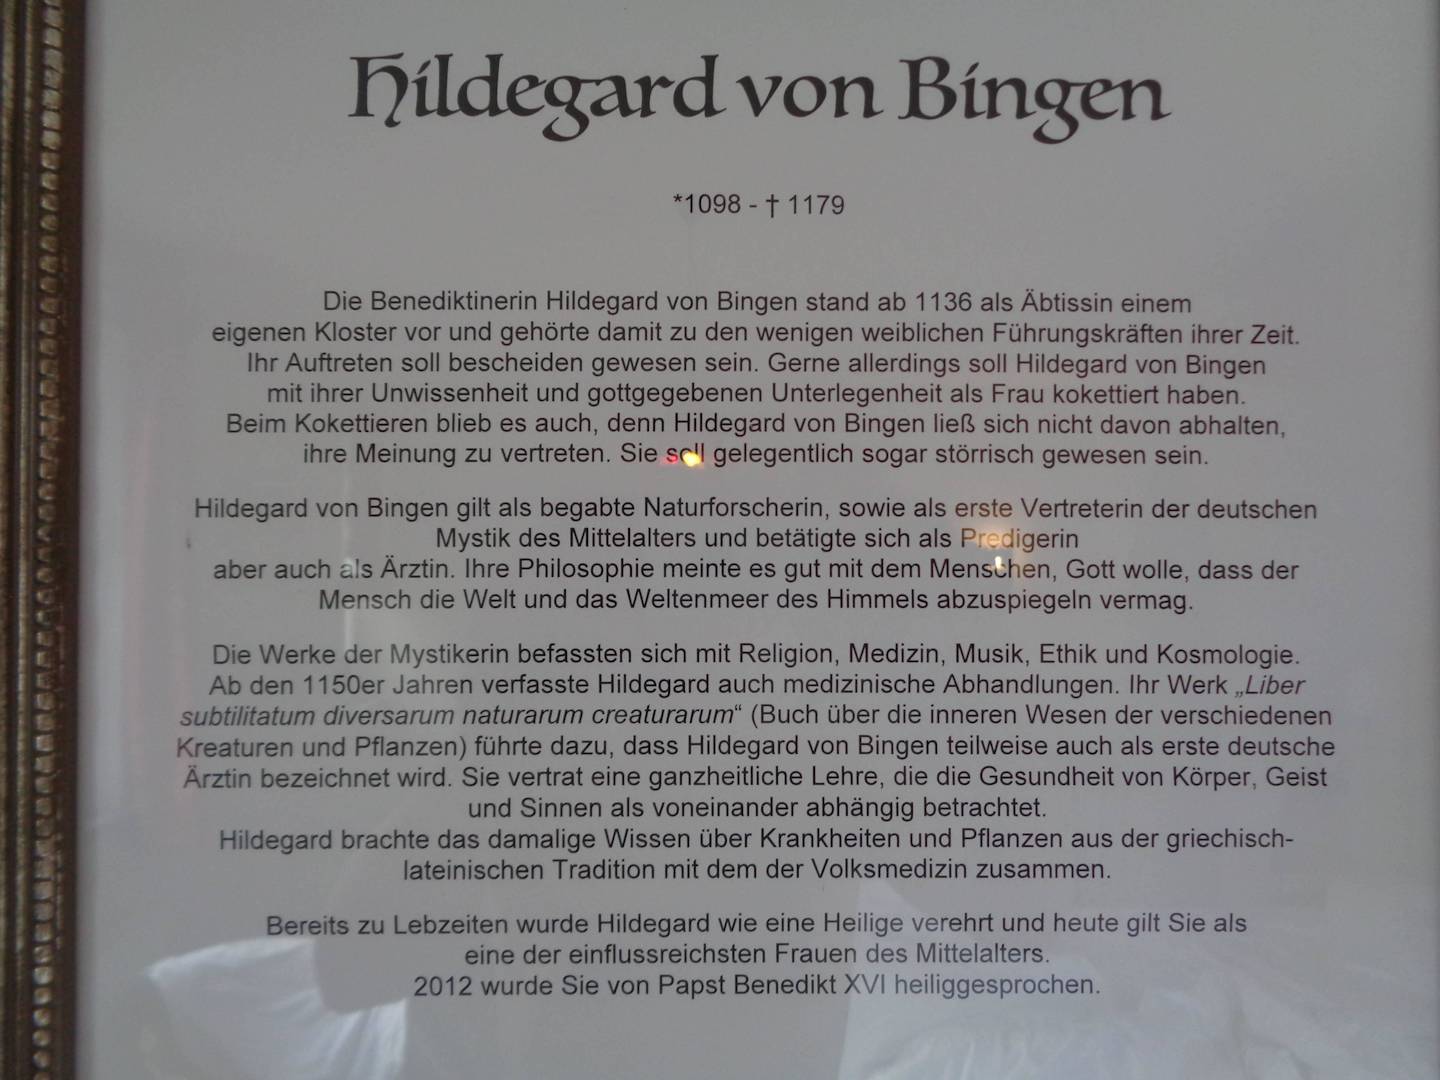 Hildegard von Bingen
*1098 - † 1179
Die Benediktinerin Hildegard von Bingen stand ab 1136 als Äbtissin einem
eigenen Kloster vor und gehörte damit zu den wenigen weiblichen Führungskräften ihrer Zeit.
Ihr Auftreten soll bescheiden gewesen sein. Gerne allerdings soll Hildegard von Bingen
mit ihrer Unwissenheit und gottgegebenen Unterlegenheit als Frau kokettiert haben.
Beim Kokettieren blieb es auch, denn Hildegard von Bingen ließ sich nicht davon abhalten,
ihre Meinung zu vertreten. Sie soll gelegentlich sogar störrisch gewesen sein.
Hildegard von Bingen gilt als begabte Naturforscherin, sowie als erste Vertreterin der deutschen
Mystik des Mittelalters und betätigte sich als Predigerin
aber auch als Ärztin. Ihre Philosophie meinte es gut mit dem Menschen, Gott wolle, dass der
Mensch die Welt und das Weltenmeer des Himmels abzuspiegeln vermag.
Die Werke der Mystikerin befassten sich mit Religion, Medizin, Musik, Ethik und Kosmologie.
Ab den 1150er Jahren verfasste Hildegard auch medizinische Abhandlungen. Ihr Werk „Liber
subtilitatum diversarum naturarum creaturarum“ (Buch über die inneren Wesen der verschiedenen
Kreaturen und Pflanzen) führte dazu, dass Hildegard von Bingen teilweise auch als erste deutsche
Ärztin bezeichnet wird. Sie vertrat eine ganzheitliche Lehre, die die Gesundheit von Körper, Geist
und Sinnen als voneinander abhängig betrachtet.
Hildegard brachte das damalige Wissen über Krankheiten und Pflanzen aus der griechisch-
lateinischen Tradition mit dem der Volksmedizin zusammen.
Bereits zu Lebzeiten wurde Hildegard wie eine Heilige verehrt und heute gilt Sie als
eine der einflussreichsten Frauen des Mittelalters.
2012 wurde Sie von Papst Benedikt XVI heiliggesprochen.